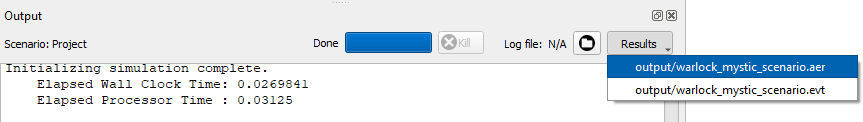 Output
Scenario: Project
Done
Kill
Log file: N/A
Results
output/warlock_mystic_scenario.aer
output/warlock_mystic_scenario.evt
Initializing simulation complete.
Elapsed Wall Clock Time: 0.0269841
Elapsed Processor Time : 0.03125